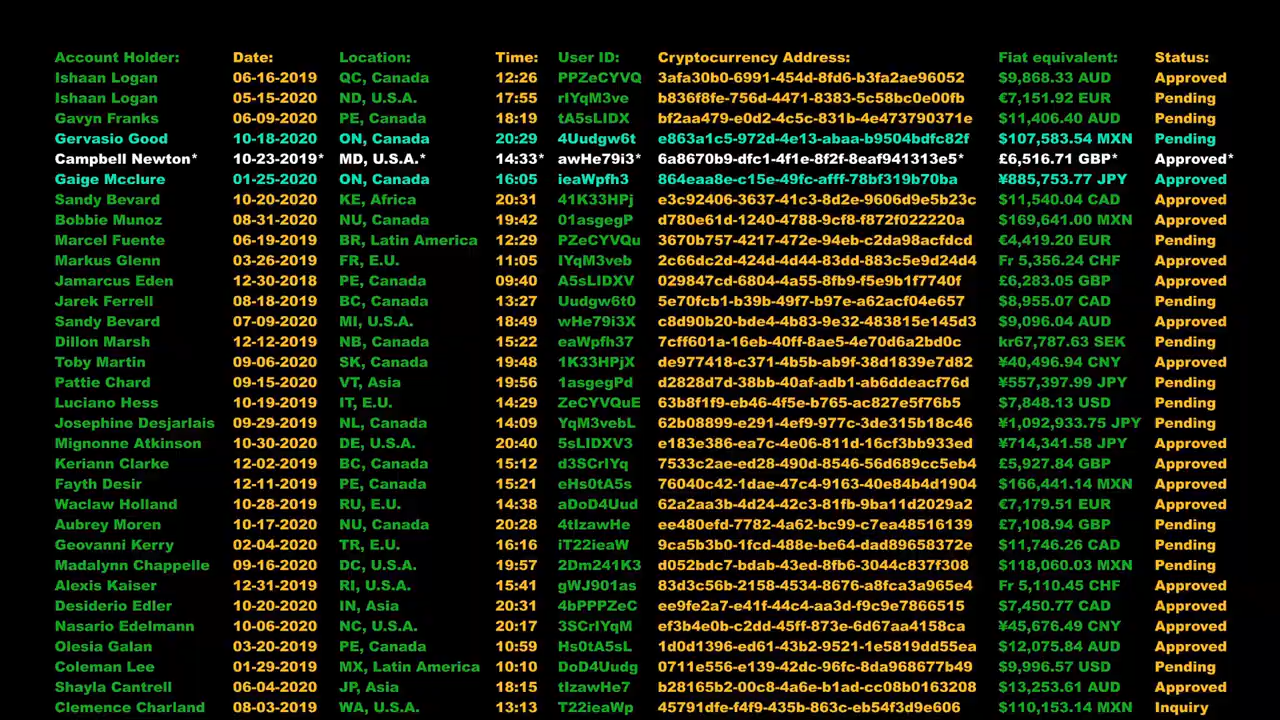 Account Holder: Date: Location: Time: User ID: Cryptocurrency Address: Fiat equivalent: Status:
Ishaan Logan 06-16-2019 QC, Canada 12:26 PPZeCYVQ 3afa30b0-6991-454d-8fd6-b3fa2ae96052 $9,868.33 AUD Approved
Ishaan Logan 05-15-2020 ND, U.S.A. 17:55 rIYqM3ve b836f8fe-756d-4471-8383-5c58bc0e00fb €7,151.92 EUR Pending
Gavyn Franks 06-09-2020 PE, Canada 18:19 tA5sLIDX bf2aa479-e0d2-4c5c-831b-4e473790371e $11,406.40 AUD Pending
Gervasio Good 10-18-2020 ON, Canada 20:29 4Uudgw6t e863a1c5-972d-4e13-abaa-b9504bdfc82f $107,583.54 MXN Pending
Campbell Newton* 10-23-2019* MD, U.S.A.* 14:33* awHe79i3* 6a8670b9-dfc1-4f1e-8f2f-8eaf941313e5* £6,516.71 GBP* Approved*
Gaige Mcclure 01-25-2020 ON, Canada 16:05 ieaWpfh3 864eaa8e-c15e-49fc-afff-78bf319b70ba ¥885,753.77 JPY Approved
Sandy Bevard 10-20-2020 KE, Africa 20:31 41K33HPj e3c92406-3637-41c3-8d2e-9606d9e5b23c $11,540.04 CAD Approved
Bobbie Munoz 08-31-2020 NU, Canada 19:42 01asgegP d780e61d-1240-4788-9cf8-f872f022220a $169,641.00 MXN Pending
Marcel Fuente 06-19-2019 BR, Latin America 12:29 PZeCYVQu 3670b757-4217-472e-94eb-c2da98acfdcd €4,419.20 EUR Pending
Markus Glenn 03-26-2019 FR, E.U. 11:05 IYqM3veb 2c66dc2d-424d-4d44-83dd-883c5e9d24d4 Fr 5,356.24 CHF Approved
Jamarcus Eden 12-30-2018 PE, Canada 09:40 A5sLIDXV 029847cd-6804-4a55-8fb9-f5e9b1f7740f £6,283.05 GBP Approved
Jarek Ferrell 08-18-2019 BC, Canada 13:27 Uudgw6t0 5e70fcb1-b39b-49f7-b97e-a62acf04e657 $8,955.07 CAD Pending
Sandy Bevard 07-09-2020 MI, U.S.A. 18:49 wHe79i3X c8d90b20-bde4-4b83-9e32-483815e145d3 $9,096.04 AUD Approved
Dillon Marsh 12-12-2019 NB, Canada 15:22 eaWpfh37 7cff601a-16eb-40ff-8ae5-4e70d6a2bd0c kr67,787.63 SEK Pending
Toby Martin 09-06-2020 SK, Canada 19:48 1K33HPjX de977418-c371-4b5b-ab9f-38d1839e7d82 ¥40,496.94 CNY Approved
Pattie Chard 09-15-2020 VT, Asia 19:56 1asgegPd d2828d7d-38bb-40af-adb1-ab6ddeacf76d ¥557,397.99 JPY Pending
Luciano Hess 10-19-2019 IT, E.U. 14:29 ZeCYVQuE 63b8f1f9-eb46-4f5e-b765-ac827e5f76b5 $7,848.13 USD Pending
Josephine Desjarlais 09-29-2019 NL, Canada 14:09 YqM3vebL 62b08899-e291-4ef9-977c-3de315b18c46 ¥1,092,933.75 JPY Pending
Mignonne Atkinson 10-30-2020 DE, U.S.A. 20:40 5sLIDXV3 e183e386-ea7c-4e06-811d-16cf3bb933ed ¥714,341.58 JPY Approved
Keriann Clarke 12-02-2019 BC, Canada 15:12 d3SCrIYq 7533c2ae-ed28-490d-8546-56d689cc5eb4 £5,927.84 GBP Approved
Fayth Desir 12-11-2019 PE, Canada 15:21 eHs0tA5s 76040c42-1dae-47c4-9163-40e84b4d1904 $166,441.14 MXN Approved
Waclaw Holland 10-28-2019 RU, E.U. 14:38 aDoD4Uud 62a2aa3b-4d24-42c3-81fb-9ba11d2029a2 €7,179.51 EUR Approved
Aubrey Moren 10-17-2020 NU, Canada 20:28 4tIzawHe ee480efd-7782-4a62-bc99-c7ea48516139 £7,108.94 GBP Pending
Geovanni Kerry 02-04-2020 TR, E.U. 16:16 iT22ieaW 9ca5b3b0-1fcd-488e-be64-dad89658372e $11,746.26 CAD Pending
Madalynn Chappelle 09-16-2020 DC, U.S.A. 19:57 2Dm241K3 d052bdc7-bdab-43ed-8fb6-3044c837f308 $118,060.03 MXN Pending
Alexis Kaiser 12-31-2019 RI, U.S.A. 15:41 gWJ901as 83d3c56b-2158-4534-8676-a8fca3a965e4 Fr 5,110.45 CHF Approved
Desiderio Edler 10-20-2020 IN, Asia 20:31 4bPPPZeC ee9fe2a7-e41f-44c4-aa3d-f9c9e7866515 $7,450.77 CAD Approved
Nasario Edelmann 10-06-2020 NC, U.S.A. 20:17 3SCrIYqM ef3b4e0b-c2dd-45ff-873e-6d67aa4158ca ¥45,676.49 CNY Approved
Olesia Galan 03-20-2019 PE, Canada 10:59 Hs0tA5sL 1d0d1396-ed61-43b2-9521-1e5819dd55ea $12,075.84 AUD Approved
Coleman Lee 01-29-2019 MX, Latin America 10:10 DoD4Uudg 0711e556-e139-42dc-96fc-8da968677b49 $9,996.57 USD Pending
Shayla Cantrell 06-04-2020 JP, Asia 18:15 tIzawHe7 b28165b2-00c8-4a6e-b1ad-cc08b0163208 $13,253.61 AUD Approved
Clemence Charland 08-03-2019 WA, U.S.A. 13:13 T22ieaWp 45791dfe-f4f9-435b-863c-eb54f3d9e606 $110,153.14 MXN Inquiry